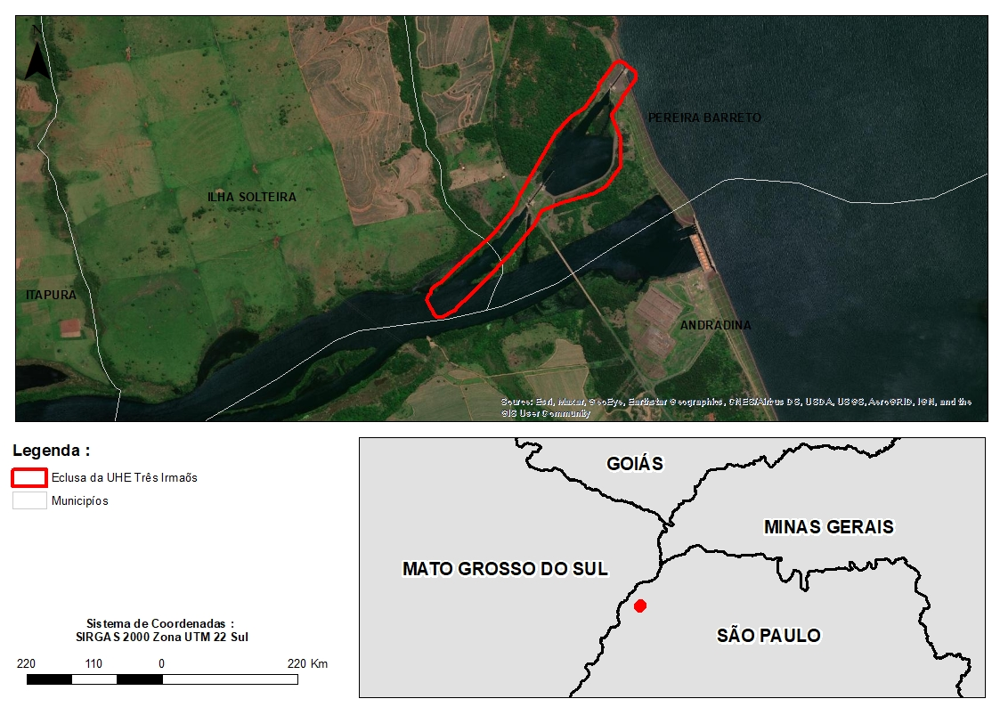 N
PEREIRA BARRETO
ILHA SOLTEIRA
ITAPURA
ANDRADINA
Source: Esri, Maxar, GeoEye, Earthstar Geographics, CNES/Airbus DS, USDA, USGS, AeroGRID, IGN, and the
GIS User Community
Legenda :
Eclusa da UHE Três Irmaõs
Municipíos
Sistema de Coordenadas :
SIRGAS 2000 Zona UTM 22 Sul
220 110 0 220 Km
GOIÁS
MINAS GERAIS
MATO GROSSO DO SUL
SÃO PAULO